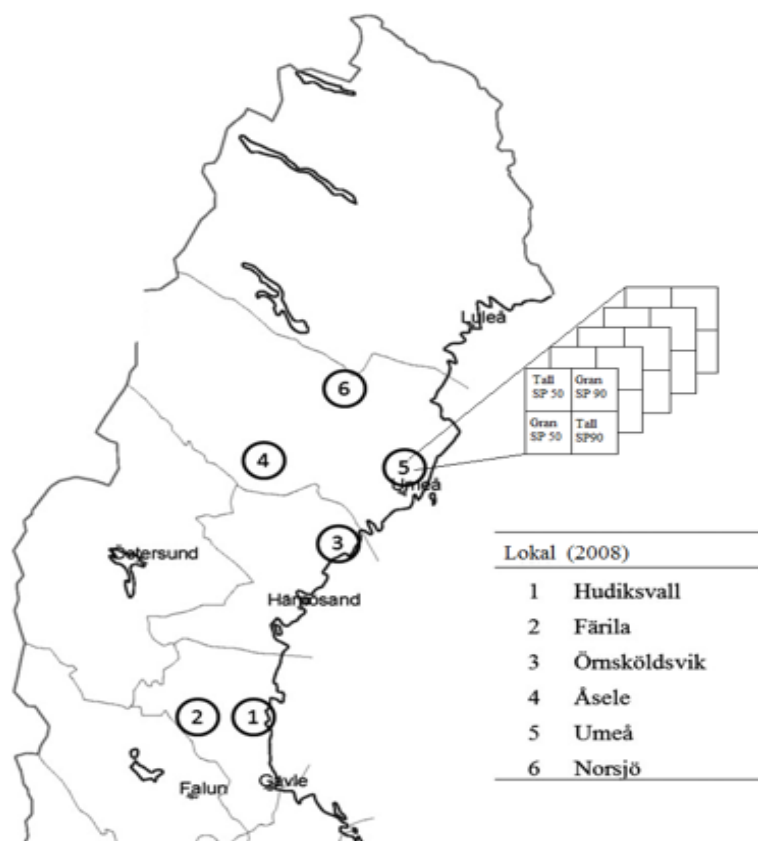 Luleå
6
Tall Gran
SP 50 SP 90
Gran Tall
SP 50 SP90
4
5
Umeå
3
Östersund
Härnösand
Lokal (2008)
1 Hudiksvall
2 Färila
3 Örnsköldsvik
4 Åsele
5 Umeå
6 Norsjö
2
1
Falun
Gävle